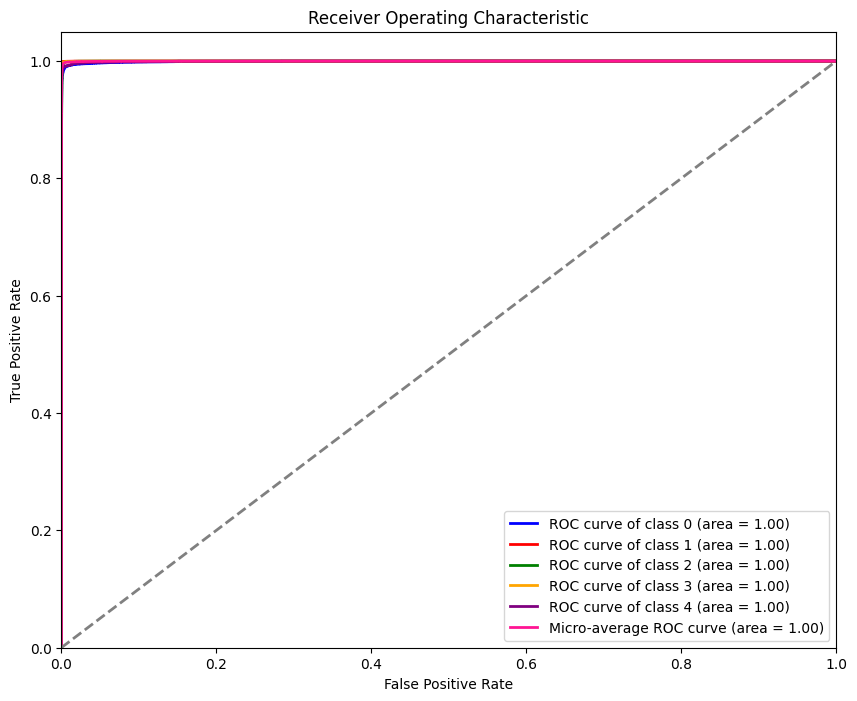 Receiver Operating Characteristic
True Positive Rate
1.0
0.8
0.6
0.4
0.2
0.0
ROC curve of class 0 (area = 1.00)
ROC curve of class 1 (area = 1.00)
ROC curve of class 2 (area = 1.00)
ROC curve of class 3 (area = 1.00)
ROC curve of class 4 (area = 1.00)
Micro-average ROC curve (area = 1.00)
0.0 0.2 0.4 0.6 0.8 1.0
False Positive Rate